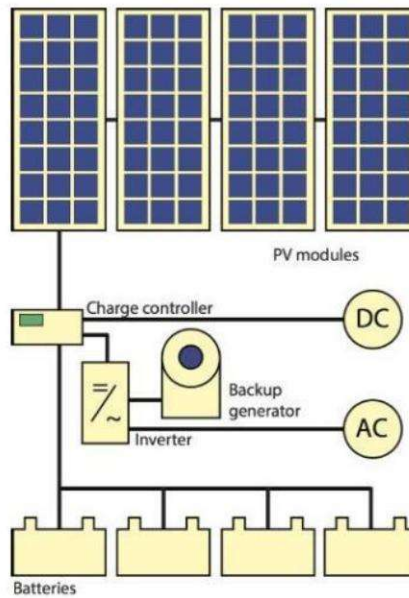 PV modules
Charge controller
DC
=/~
Backup
generator
AC
Inverter
Batteries